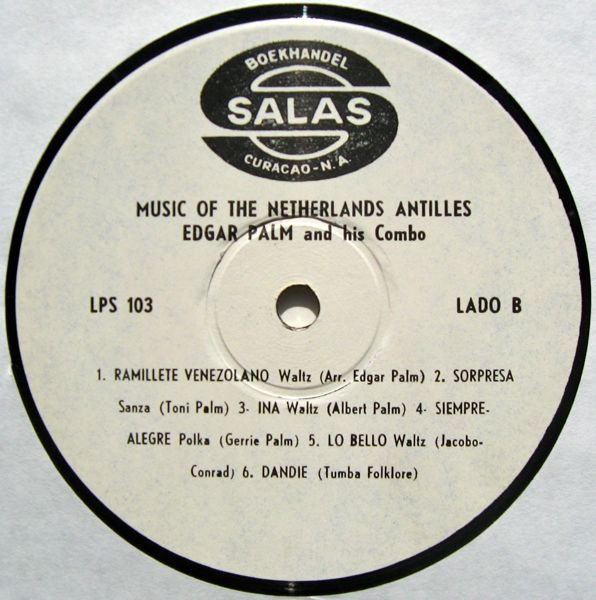 BOEKHANDEL
SALAS
CURACAO-N.A.
MUSIC OF THE NETHERLANDS ANTILLES
EDGAR PALM and his Combo
LPS 103
LADO B
1. RAMILLETE VENEZOLANO Waltz (Arr. Edgar Palm) 2. SORPRESA
Sanza (Toni Palm) 3- INA Waltz (Albert Palm) 4- SIEMPRE-
ALEGRE Polka (Gerrie Palm) 5. LO BELLO Waltz (Jacobo-
Conrad) 6. DANDIE (Tumba Folklore)